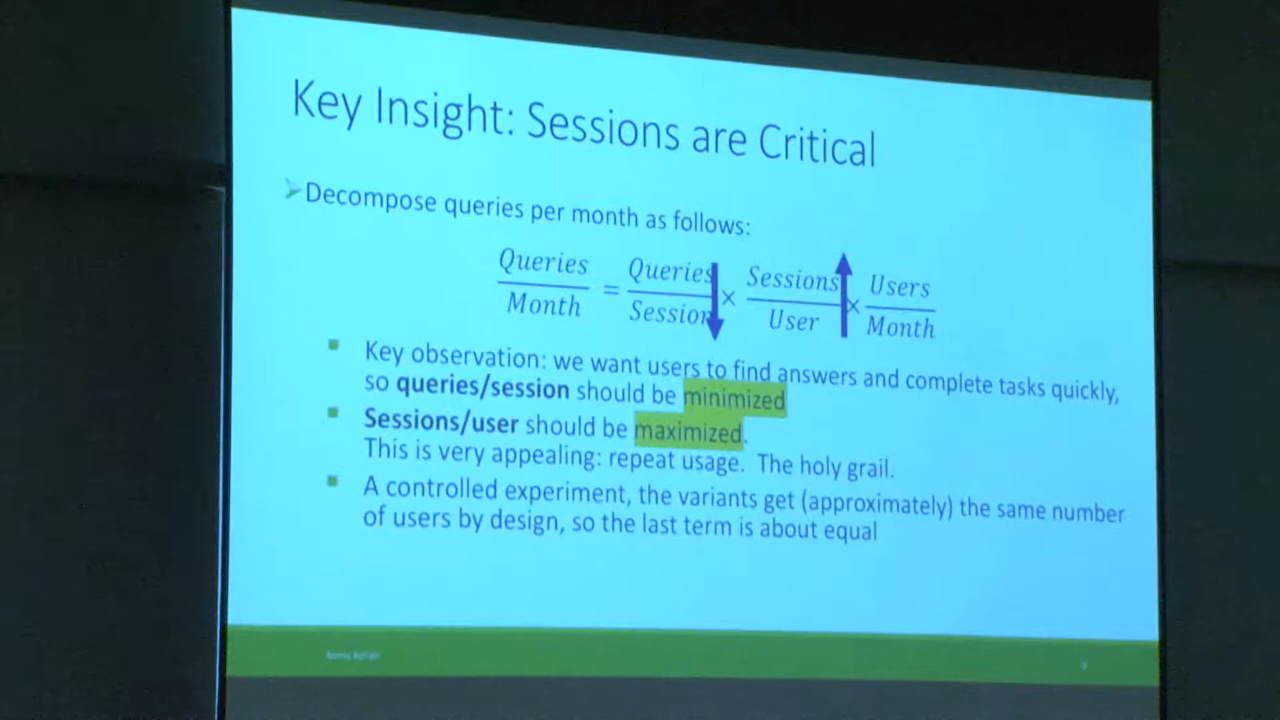 Key Insight: Sessions are Critical
Decompose queries per month as follows:
Queries/Month = Queries/Session × Sessions/User × Users/Month
Key observation: we want users to find answers and complete tasks quickly,
so queries/session should be minimized
Sessions/user should be maximized.
This is very appealing: repeat usage. The holy grail.
A controlled experiment, the variants get (approximately) the same number
of users by design, so the last term is about equal